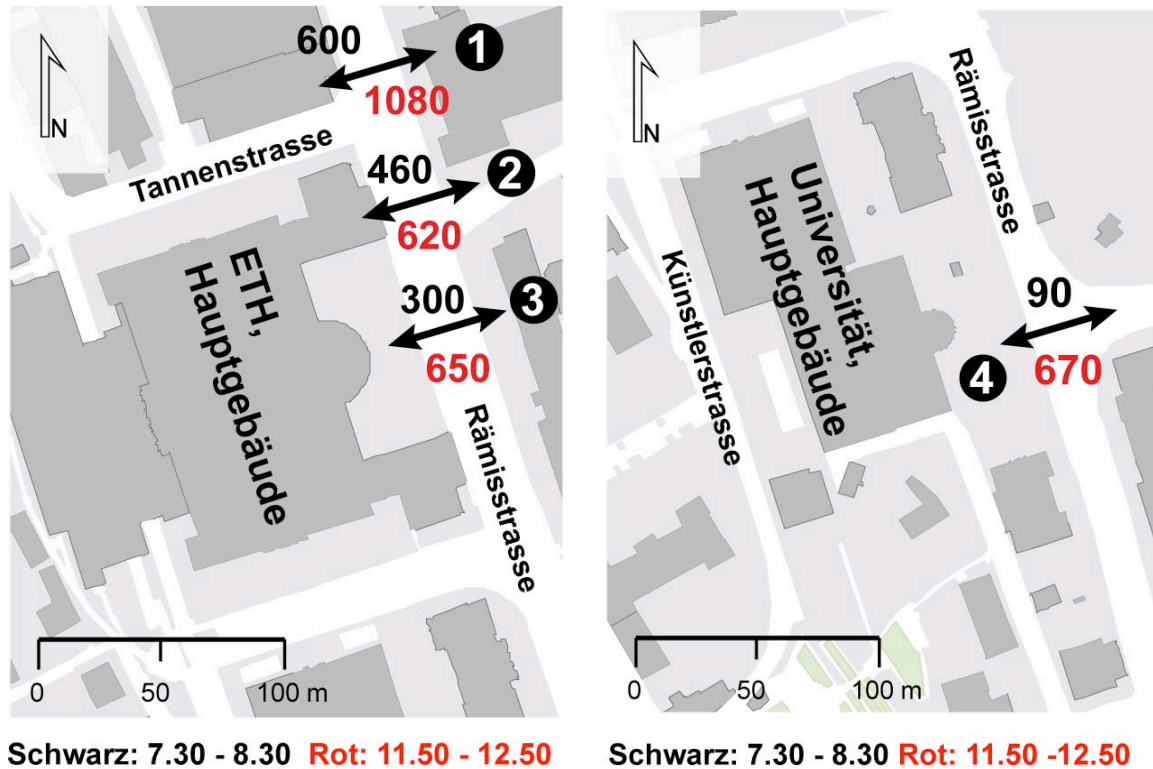 600
1
1080
N
Tannenstrasse
460
2
620
ETH,
Hauptgebäude
300
3
650
Rämisstrasse
0 50 100 m
Schwarz: 7.30 - 8.30 Rot: 11.50 - 12.50
N
Rämisstrasse
Universität,
Hauptgebäude
Künstlerstrasse
90
4
670
0 50 100 m
Schwarz: 7.30 - 8.30 Rot: 11.50 -12.50